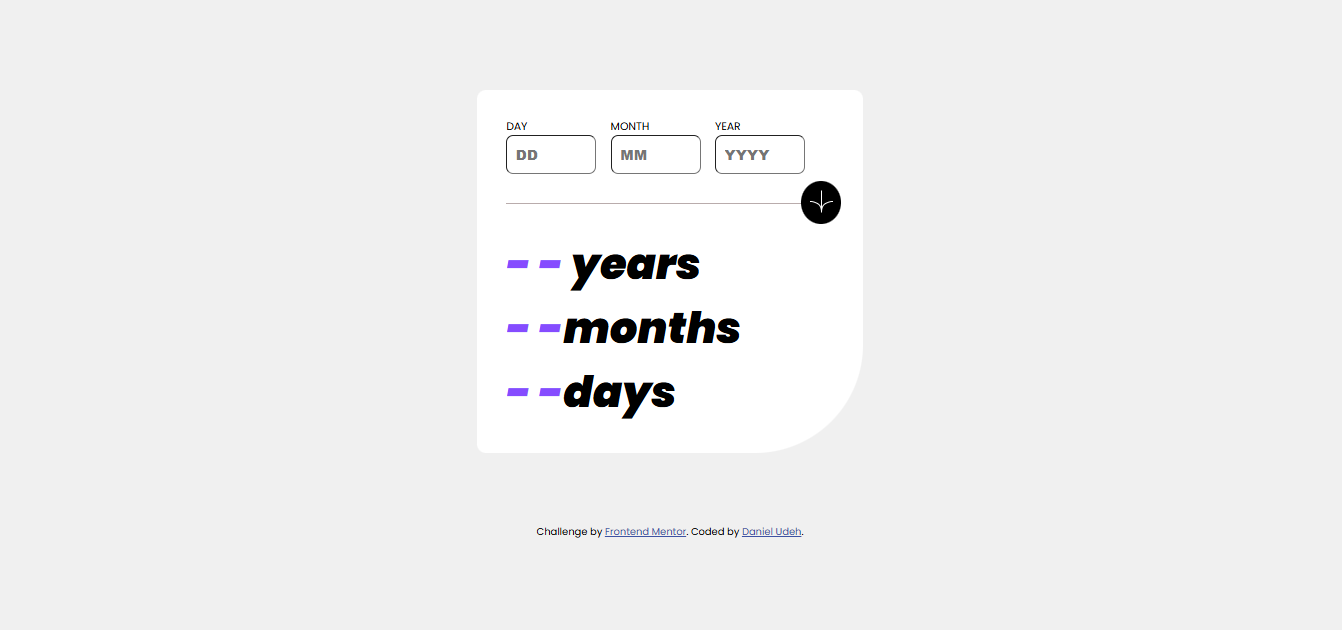 DAY MONTH YEAR
DD MM YYYY
-- years
--months
--days
Challenge by Frontend Mentor. Coded by Daniel Udeh.